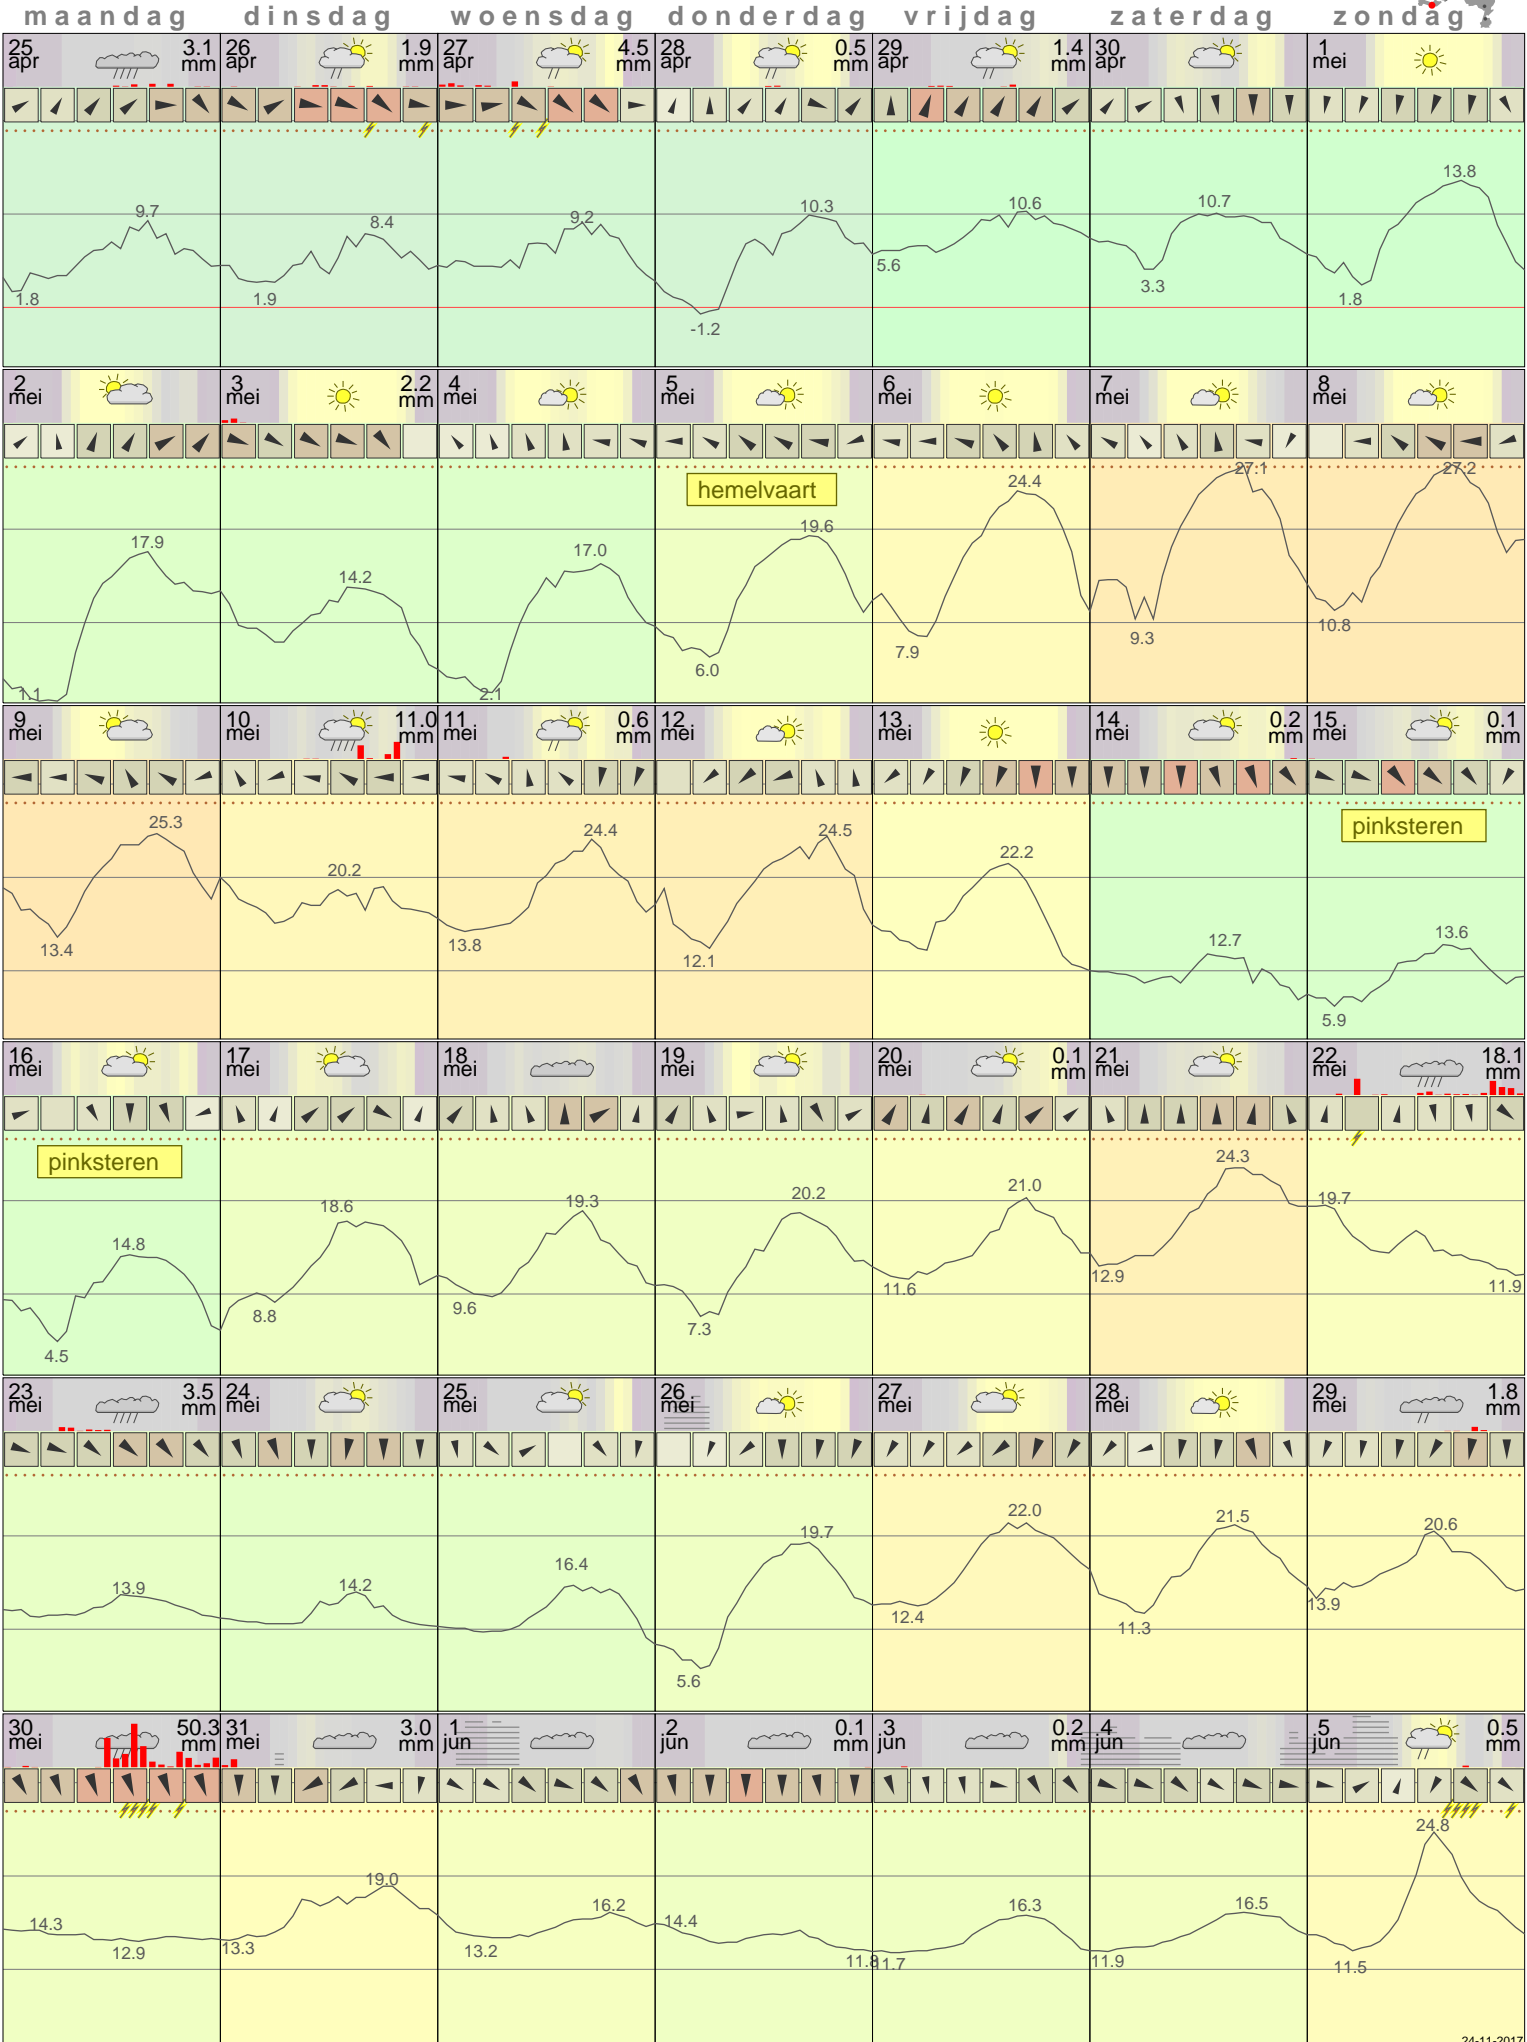 maandag dinsdag woensdag donderdag vrijdag zaterdag zondag
25 apr 3.1 mm 26 apr 1.9 mm 27 apr 4.5 mm 28 apr 0.5 mm 29 apr 1.4 mm 30 apr 1 mei
9.7 1.8 8.4 1.9 9.2 10.3 -1.2 10.6 5.6 10.7 3.3 13.8 1.8
2 mei 3 mei 2.2 mm 4 mei 5 mei 6 mei 7 mei 8 mei
hemelvaart
17.9 1.1 14.2 17.0 2.1 19.6 6.0 24.4 7.9 27.1 9.3 27.2 10.8
9 mei 10 mei 11.0 mm 11 mei 0.6 mm 12 mei 13 mei 14 mei 0.2 mm 15 mei 0.1 mm
pinksteren
25.3 13.4 20.2 24.4 13.8 24.5 12.1 22.2 12.7 13.6 5.9
16 mei 17 mei 18 mei 19 mei 20 mei 0.1 mm 21 mei 22 mei 18.1 mm
pinksteren
14.8 4.5 18.6 8.8 19.3 9.6 20.2 7.3 21.0 11.6 24.3 12.9 19.7 11.9
23 mei 3.5 mm 24 mei 25 mei 26 mei 27 mei 28 mei 29 mei 1.8 mm
13.9 14.2 16.4 19.7 5.6 22.0 12.4 21.5 11.3 20.6 13.9
30 mei 50.3 mm 31 mei 3.0 mm 1 jun 2 jun 0.1 mm 3 jun 0.2 mm 4 jun 5 jun 0.5 mm
14.3 12.9 19.0 13.3 16.2 13.2 14.4 11.8 16.3 11.7 16.5 11.9 24.8 11.5
24-11-2017